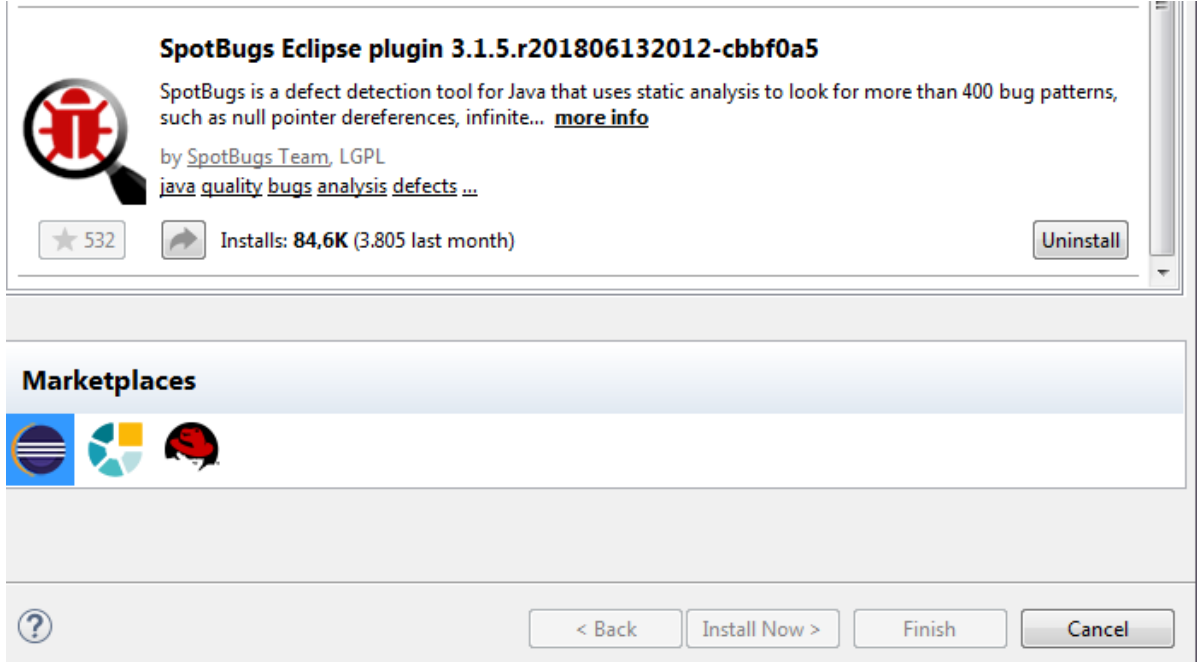 SpotBugs Eclipse plugin 3.1.5.r201806132012-cbbf0a5
SpotBugs is a defect detection tool for Java that uses static analysis to look for more than 400 bug patterns,
such as null pointer dereferences, infinite... more info
by SpotBugs Team, LGPL
java quality bugs analysis defects ...
532 Installs: 84,6K (3.805 last month) Uninstall
Marketplaces
? < Back Install Now > Finish Cancel